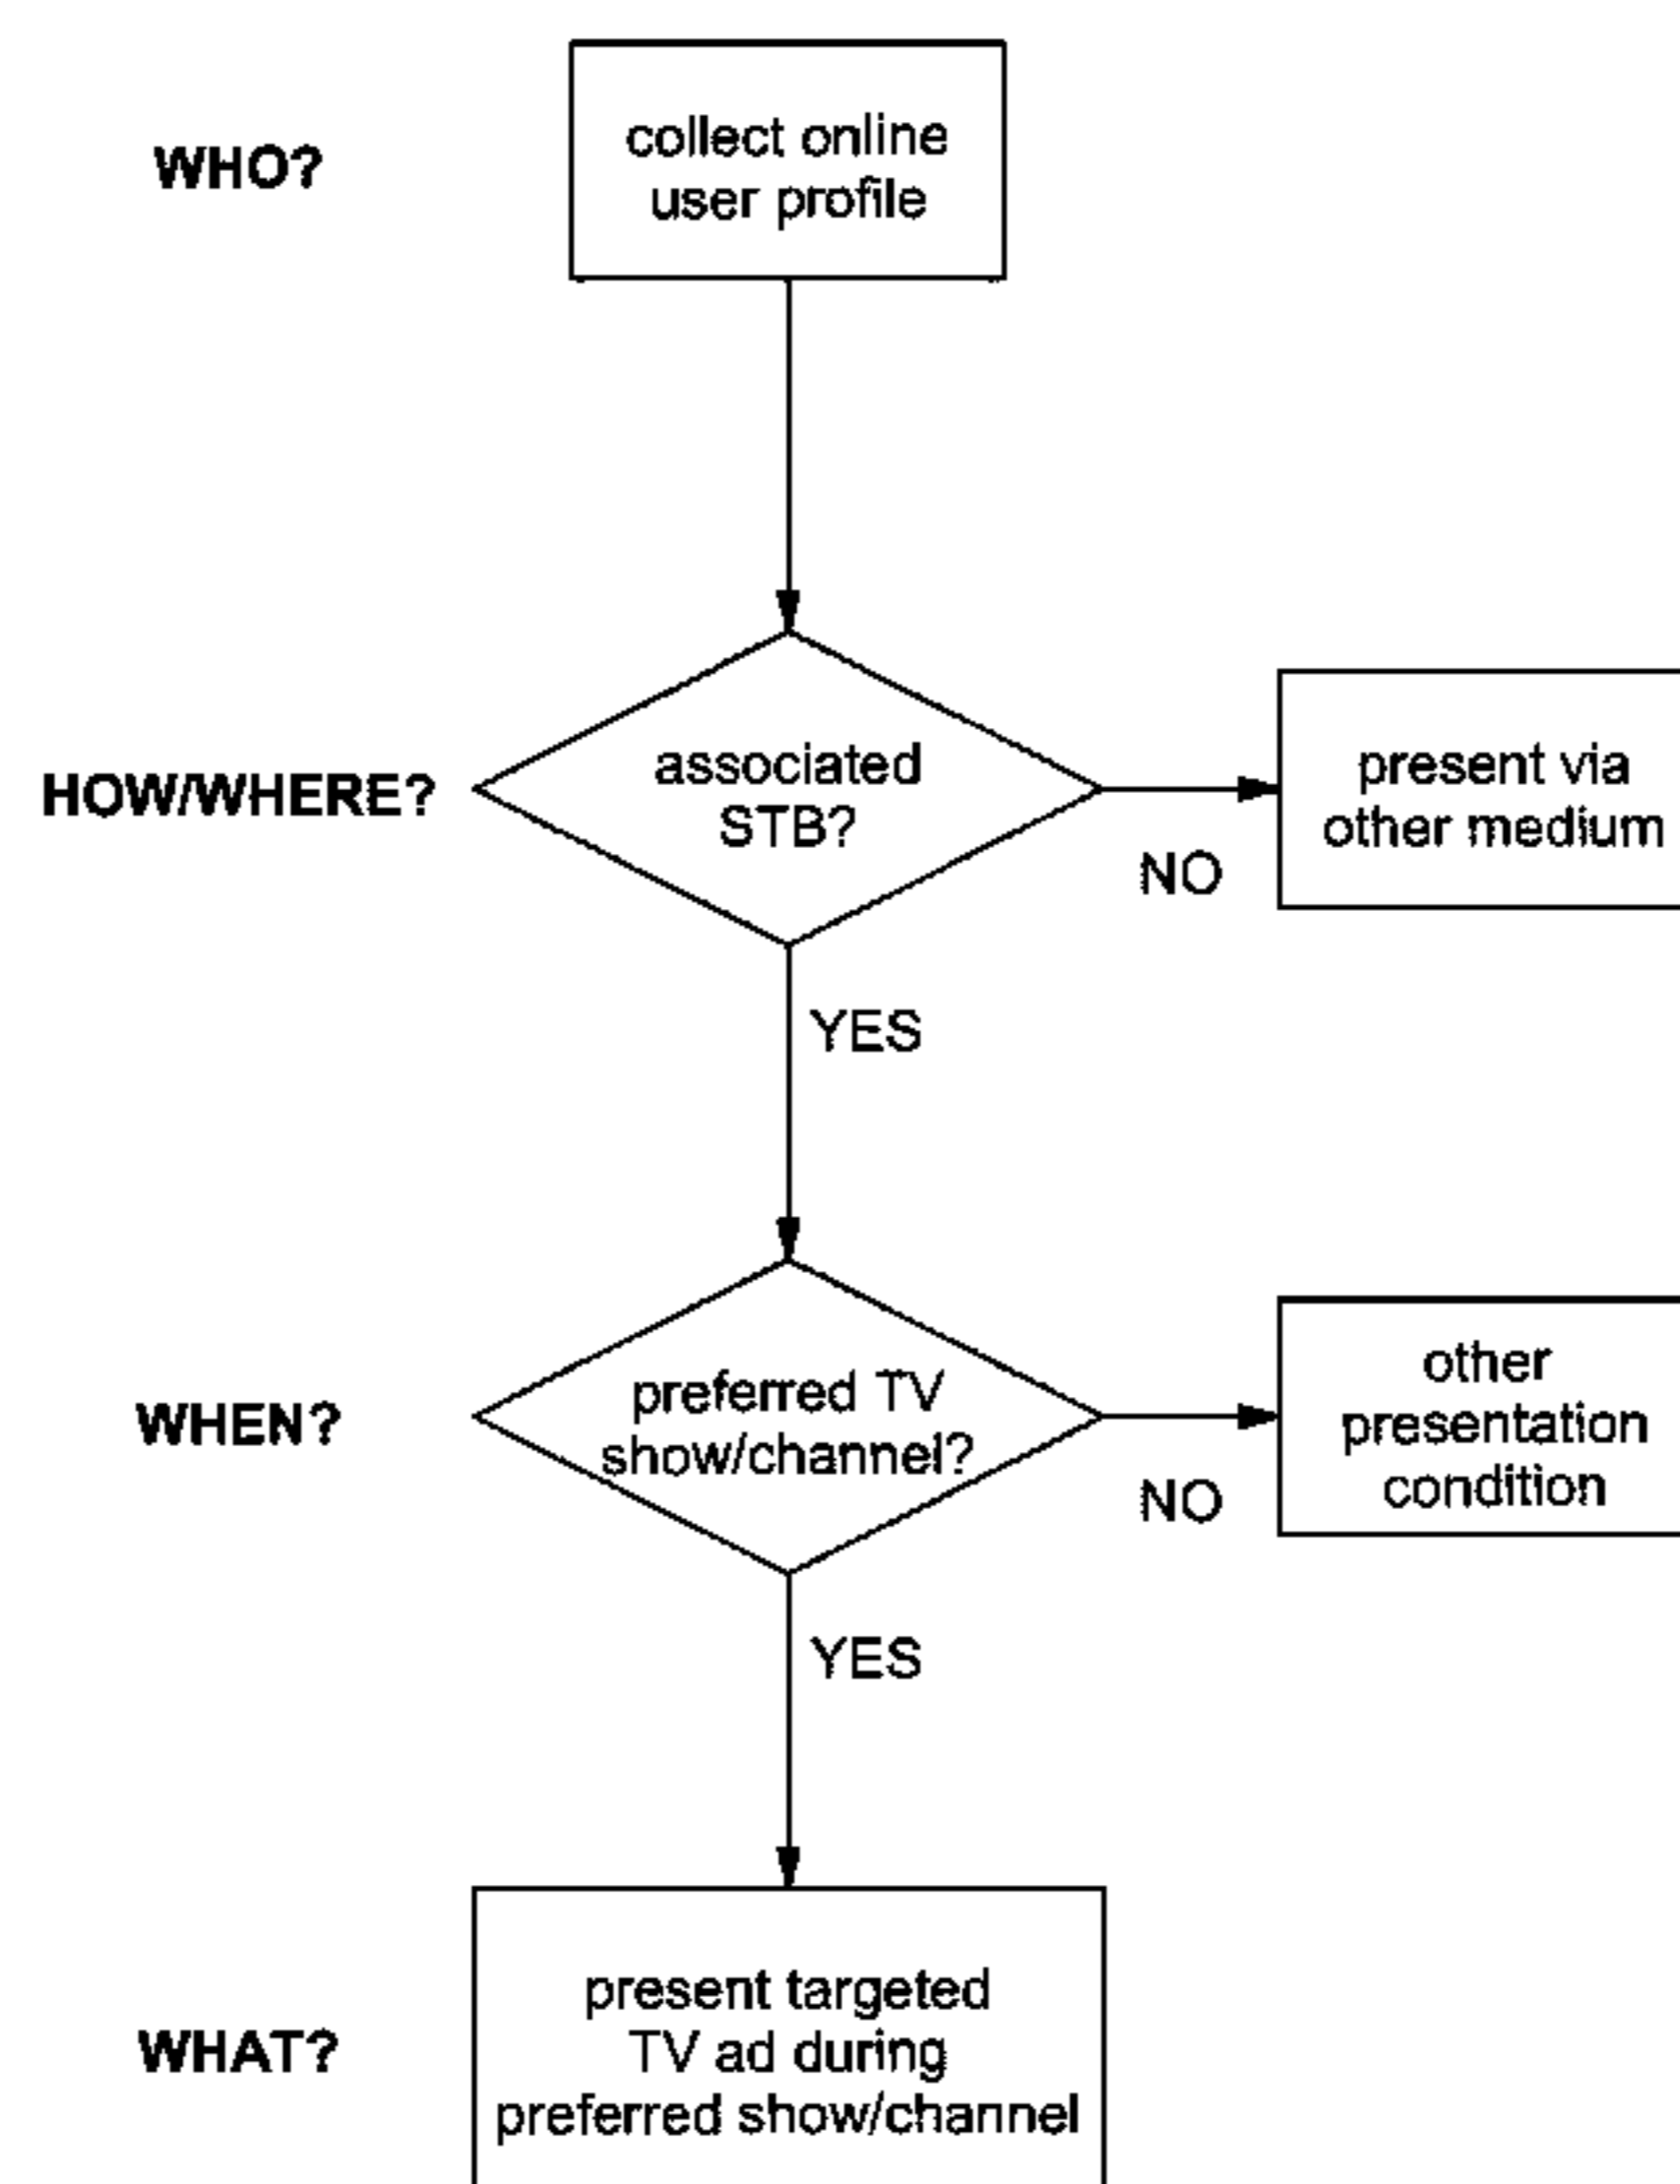 WHO?
collect online
user profile
HOW/WHERE?
associated
STB?
NO
present via
other medium
YES
WHEN?
preferred TV
show/channel?
NO
other
presentation
condition
YES
WHAT?
present targeted
TV ad during
preferred show/channel